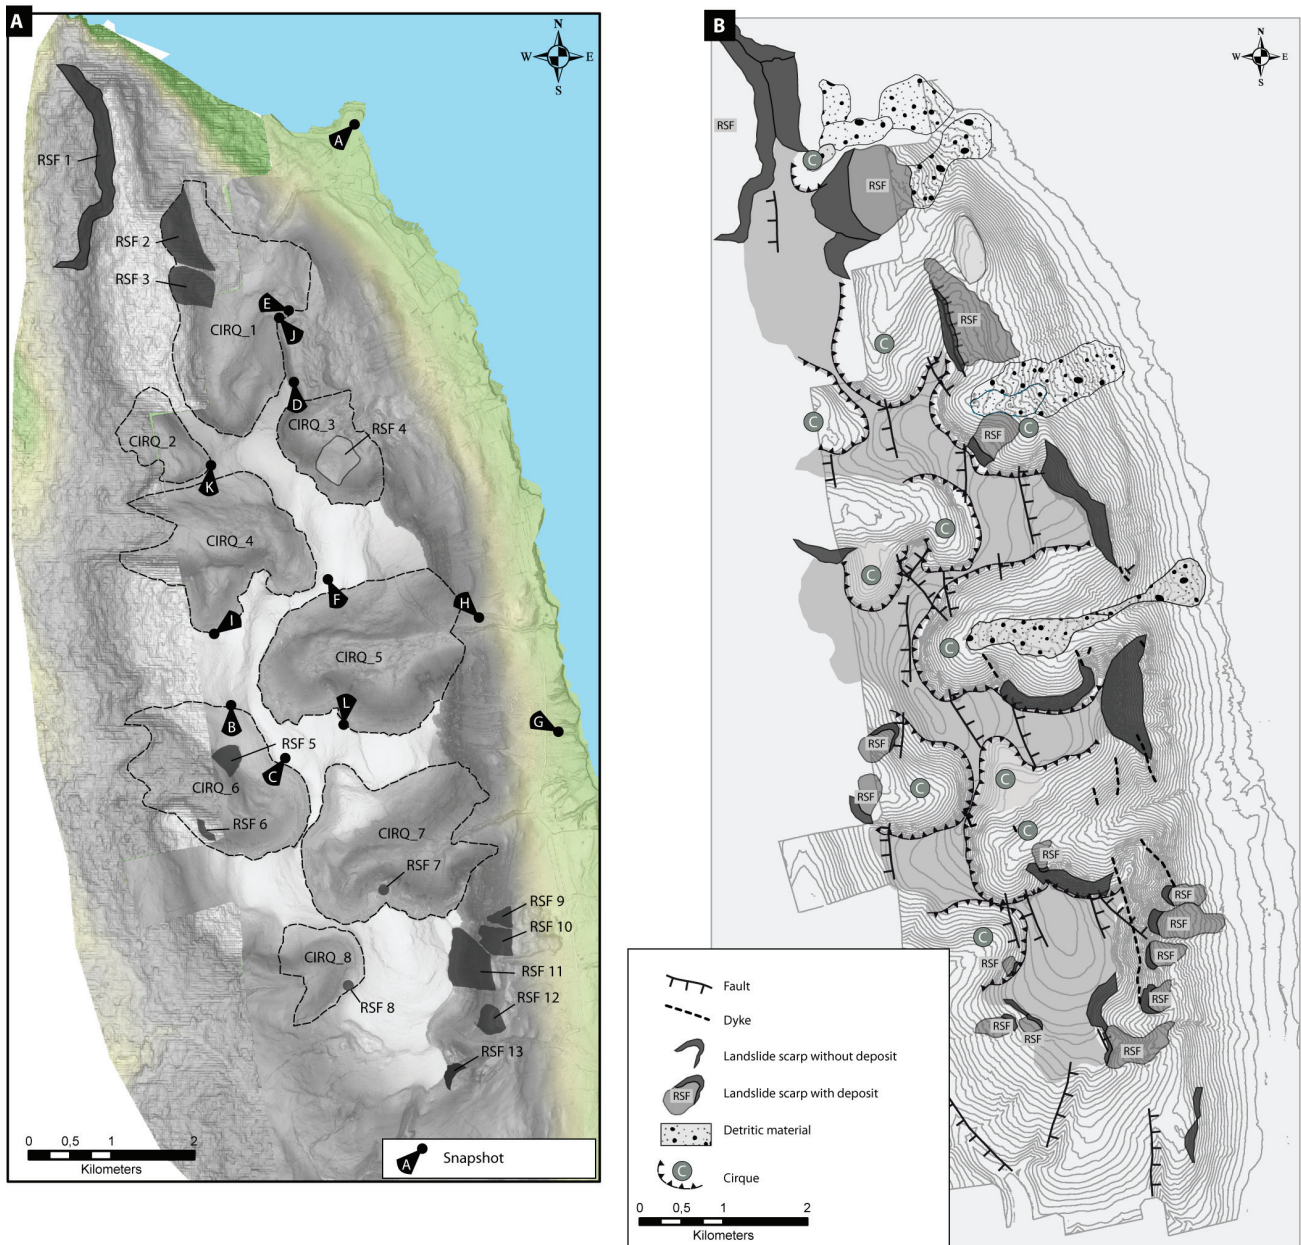 A
N
W E
S
A
RSF 1
RSF 2
RSF 3
E
CIRQ_1
J
D
CIRQ_3
RSF 4
CIRQ_2
K
CIRQ_4
F
H
I
CIRQ_5
L
B
G
RSF 5
C
CIRQ_6
RSF 6
CIRQ_7
RSF 7
RSF 9
RSF 10
CIRQ_8
RSF 11
RSF 8
RSF 12
RSF 13
0 0,5 1 2
Kilometers
A Snapshot
B
N
W E
S
RSF
C
RSF
RSF
C
C
RSF
C
C
C
C
RSF
C
C
RSF
C
RSF
RSF
RSF
C
RSF
RSF
RSF
RSF
RSF
RSF
Fault
Dyke
Landslide scarp without deposit
RSF Landslide scarp with deposit
Detritic material
C Cirque
0 0,5 1 2
Kilometers